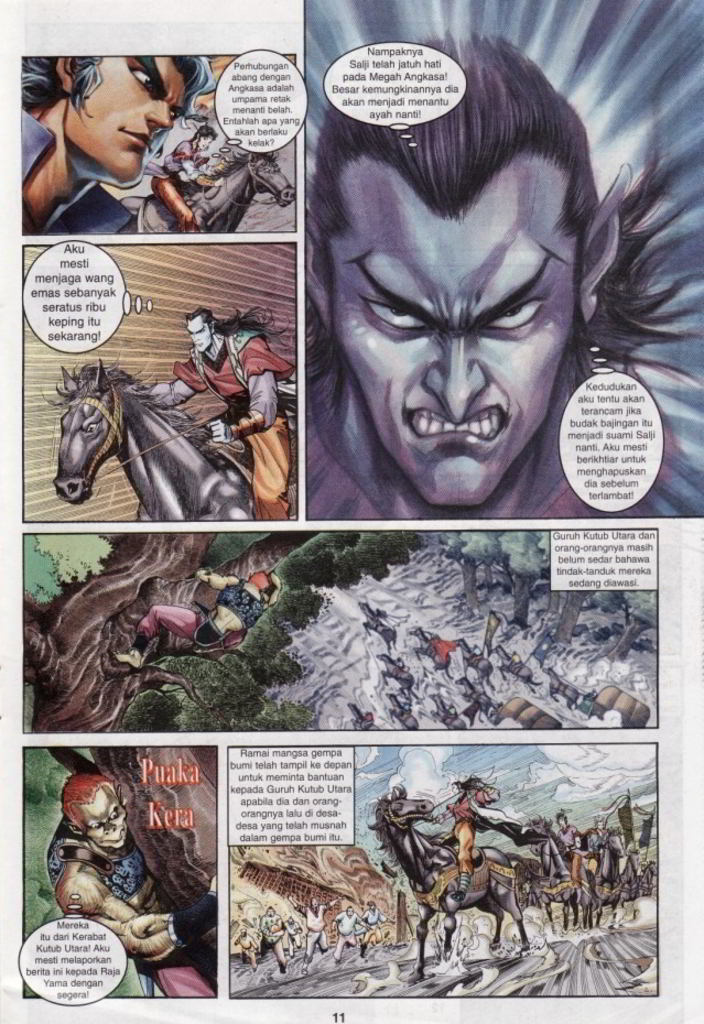 Perhubungan
abang dengan
Angkasa adalah
umpama retak
menanti belah.
Entahlah apa yang
akan berlaku
kelak?
Nampaknya
Salji telah jatuh hati
pada Megah Angkasa!
Besar kemungkinannya dia
akan menjadi menantu
ayah nanti!
Aku
mesti
menjaga wang
emas sebanyak
seratus ribu
keping itu
sekarang!
Kedudukan
aku tentu akan
terancam jika
budak bajingan itu
menjadi suami Salji
nanti. Aku mesti
berikhtiar untuk
menghapuskan
dia sebelum
terlambat!
Guruh Kutub Utara dan
orang-orangnya masih
belum sedar bahawa
tindak-tanduk mereka
sedang diawasi.
Puaka
Kera
Mereka
itu dari Kerabat
Kutub Utara! Aku
mesti melaporkan
berita ini kepada Raja
Yama dengan
segera!
Ramai mangsa gempa
bumi telah tampil ke depan
untuk meminta bantuan
kepada Guruh Kutub Utara
apabila dia dan orang-
orangnya lalu di desa-
desa yang telah musnah
dalam gempa bumi itu.
11